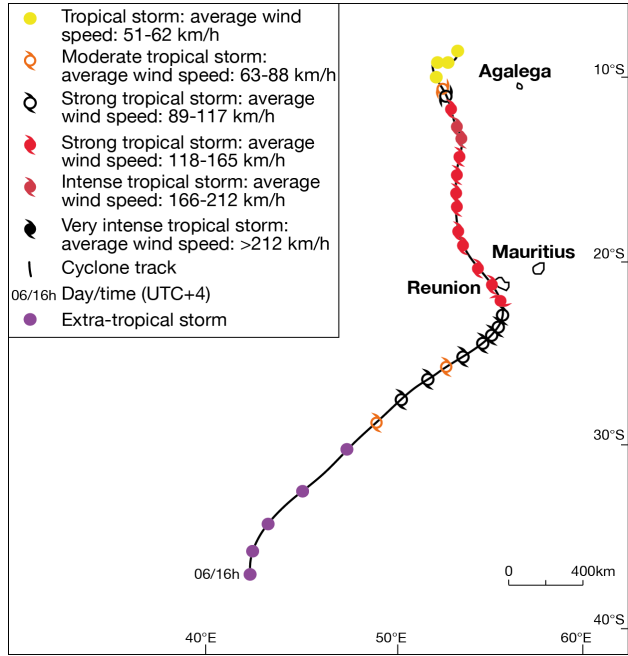 Tropical storm: average wind
speed: 51-62 km/h
Moderate tropical storm:
average wind speed: 63-88 km/h
Strong tropical storm: average
wind speed: 89-117 km/h
Strong tropical storm: average
wind speed: 118-165 km/h
Intense tropical storm: average
wind speed: 166-212 km/h
Very intense tropical storm:
average wind speed: >212 km/h
Cyclone track
06/16h Day/time (UTC+4)
Extra-tropical storm
Agalega
10°S
Mauritius
20°S
Reunion
30°S
06/16h
0 400km
40°S
40°E 50°E 60°E